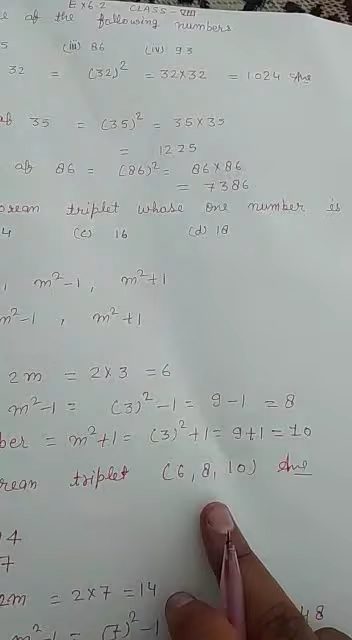 Ex 6.2 CLASS-VIII
of the following numbers
5 (iii) 86 (iv) 93
32 = (32)² = 32×32 = 1024 Ans
of 35 = (35)² = 35×35
= 1225
of 86 = (86)² = 86×86
= 7386
orean triplet whose one number is
4 (c) 16 (d) 18
, m²-1, m²+1
m²-1 , m²+1
2m = 2×3 = 6
m²-1 = (3)²-1 = 9-1 = 8
ber = m²+1 = (3)²+1 = 9+1 = 10
orean triplet (6, 8, 10) Ans
14
7
2m = 2×7 = 14
m²-1 = (7)²-1 48